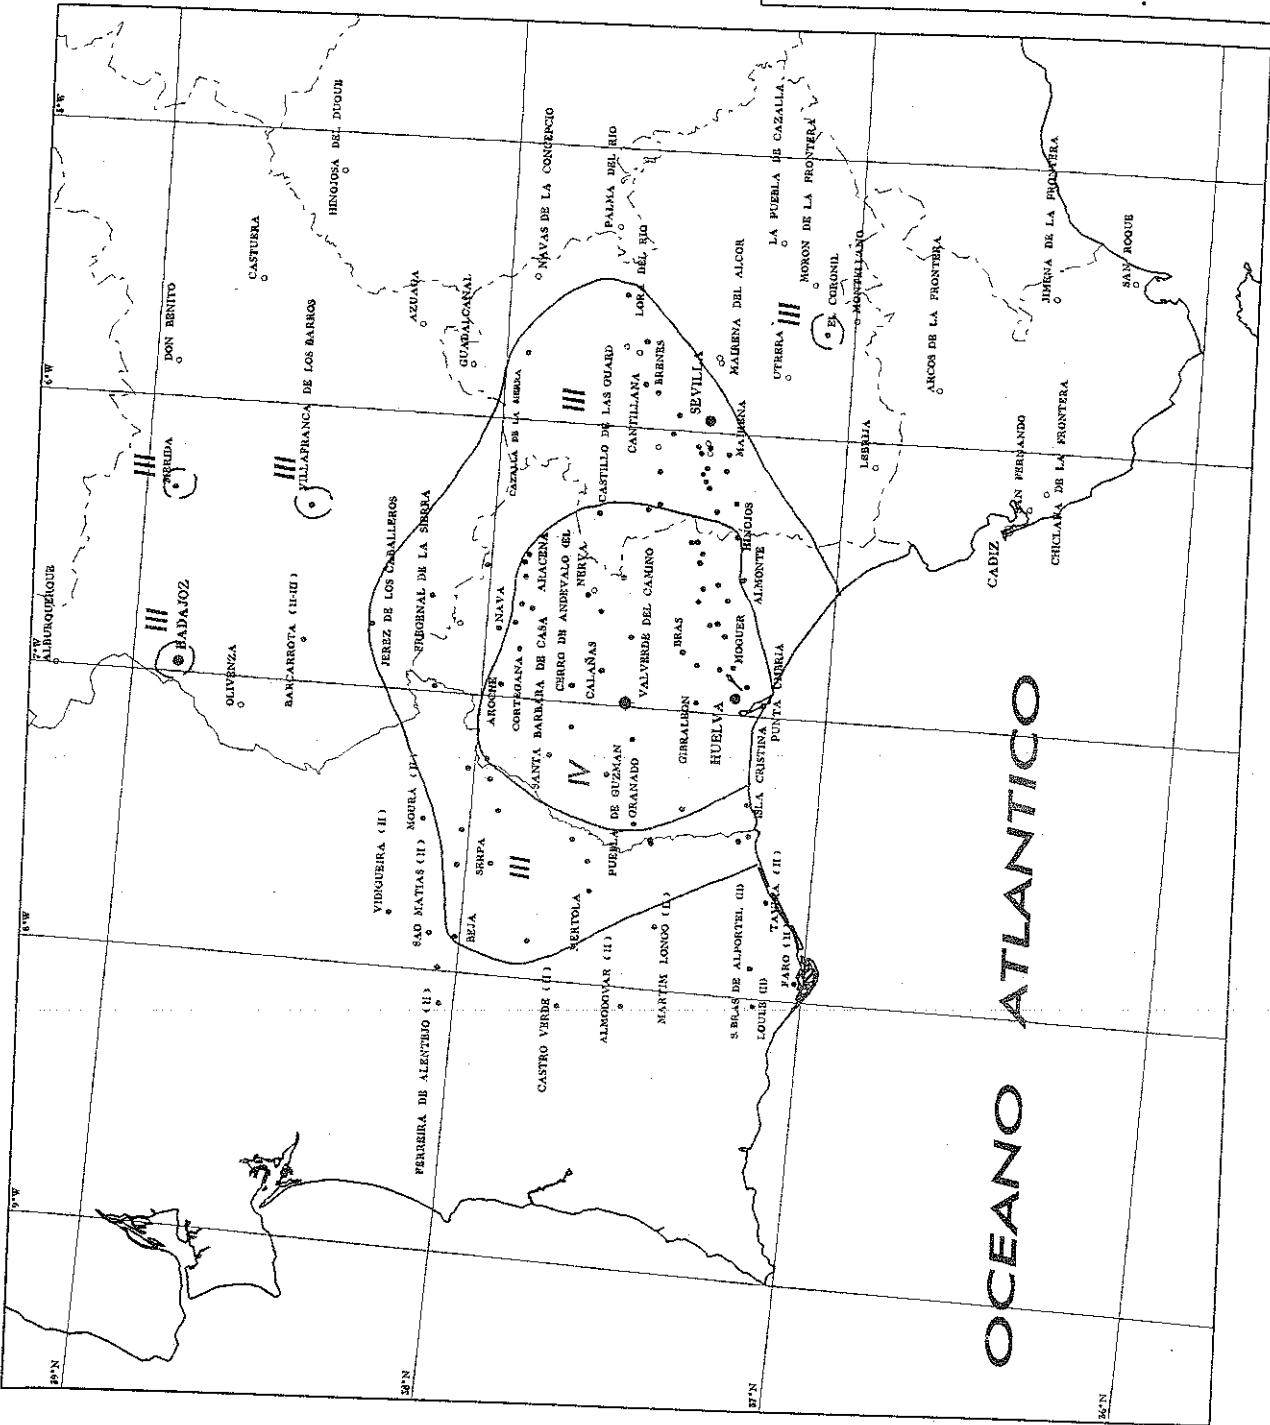 9°W
8°W
7°W
6°W
5°W
39°N
38°N
37°N
36°N
ALBURQUERQUE
III
BADAJOZ
OLIVENZA
BARCARROTA (II-III)
III
MERIDA
III
VILLAFRANCA DE LOS BARROS
DON BENITO
CASTUERA
HINOJOSA DEL DUQUE
AZUAGA
GUADALCANAL
NAVAS DE LA CONCEPCIO
PALMA DEL RIO
LORA DEL RIO
JEREZ DE LOS CABALLEROS
FREGENAL DE LA SIERRA
CAZALLA DE LA SIERRA
III
CASTILLO DE LAS GUARD
CANTILLANA
BRENES
SEVILLA
MAIRENA
MAIRENA DEL ALCOR
UTRERA
III
EL CORONIL
MONTELLANO
MORON DE LA FRONTERA
LA PUEBLA DE CAZALLA
LEBRIJA
ARCOS DE LA FRONTERA
JIMENA DE LA FRONTERA
SAN ROQUE
CADIZ
SAN FERNANDO
CHICLANA DE LA FRONTERA
NAVA
AROCHE
CORTEGANA
ARACENA
SANTA BARBARA DE CASA
CERRO DE ANDEVALO (EL
NERVA
CALAÑAS
VALVERDE DEL CAMINO
IV
PUEBLA DE GUZMAN
GRANADO
GIBRALEON
BRAS
MOGUER
HUELVA
HINOJOS
ALMONTE
PUNTA UMBRIA
ISLA CRISTINA
VIDIGUEIRA (II)
MOURA (II)
SAO MATIAS (II)
BEJA
SERPA
III
MERTOLA
FERREIRA DE ALENTEJO (II)
CASTRO VERDE (II)
ALMODOVAR (II)
MARTIM LONGO (II)
S.BRAS DE ALPORTEL (II)
LOULE (II)
FARO (II)
TAVIRA (II)
OCEANO ATLANTICO